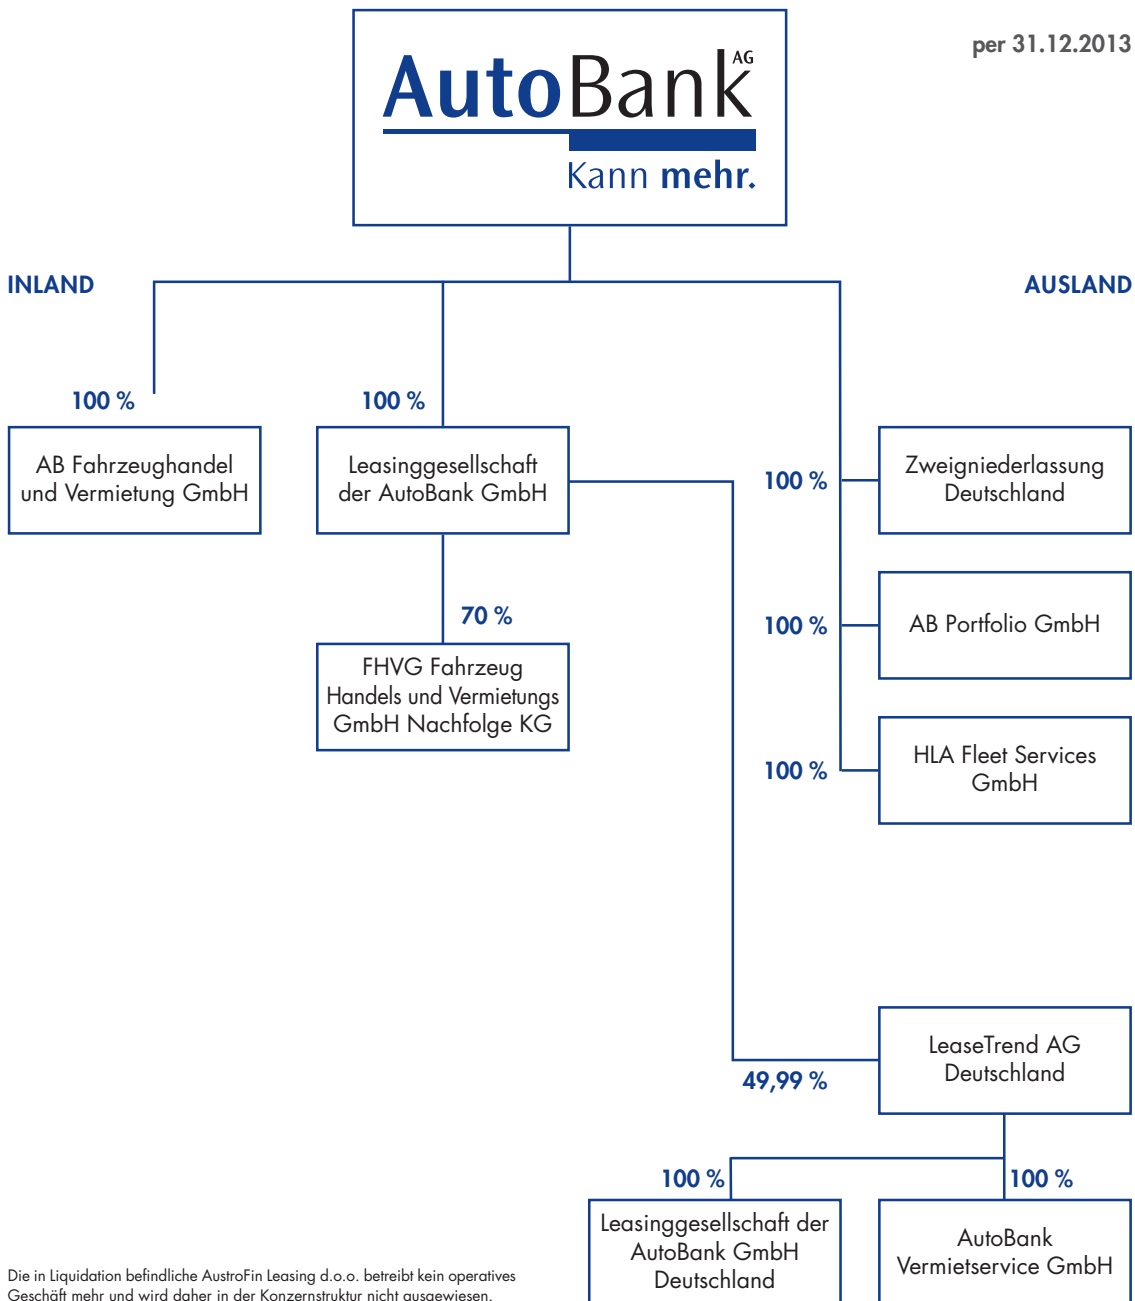 per 31.12.2013
AutoBank AG
Kann mehr.
INLAND
AUSLAND
100 %
AB Fahrzeughandel
und Vermietung GmbH
100 %
Leasinggesellschaft
der AutoBank GmbH
70 %
FHVG Fahrzeug
Handels und Vermietungs
GmbH Nachfolge KG
100 %
Zweigniederlassung
Deutschland
100 %
AB Portfolio GmbH
100 %
HLA Fleet Services
GmbH
49,99 %
LeaseTrend AG
Deutschland
100 %
Leasinggesellschaft der
AutoBank GmbH
Deutschland
100 %
AutoBank
Vermietservice GmbH
Die in Liquidation befindliche AustroFin Leasing d.o.o. betreibt kein operatives
Geschäft mehr und wird daher in der Konzernstruktur nicht ausgewiesen.